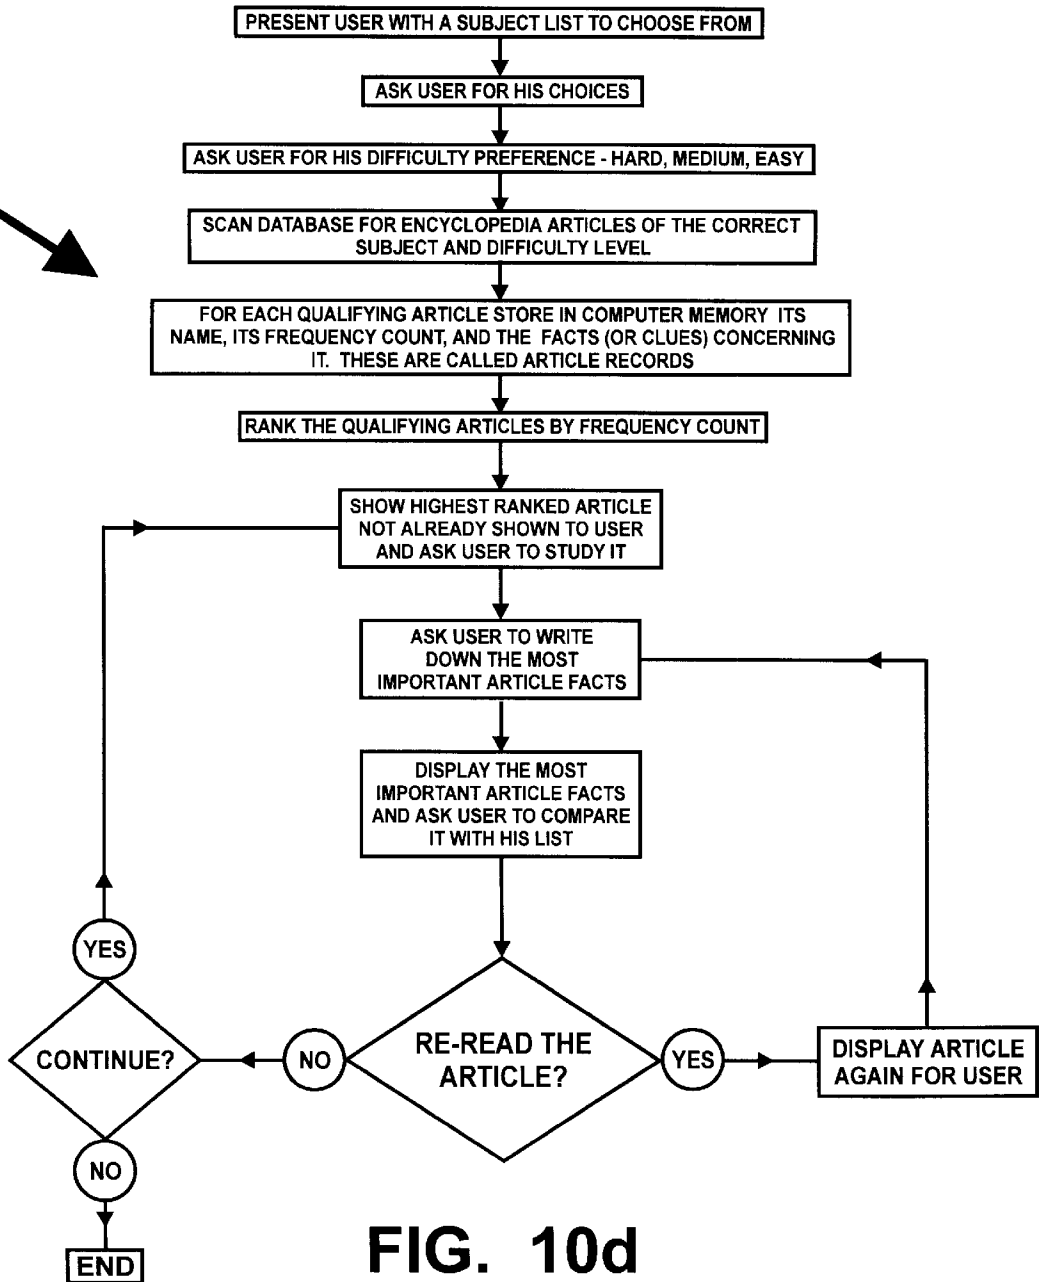 PRESENT USER WITH A SUBJECT LIST TO CHOOSE FROM
ASK USER FOR HIS CHOICES
ASK USER FOR HIS DIFFICULTY PREFERENCE - HARD, MEDIUM, EASY
SCAN DATABASE FOR ENCYCLOPEDIA ARTICLES OF THE CORRECT
SUBJECT AND DIFFICULTY LEVEL
FOR EACH QUALIFYING ARTICLE STORE IN COMPUTER MEMORY ITS
NAME, ITS FREQUENCY COUNT, AND THE FACTS (OR CLUES) CONCERNING
IT. THESE ARE CALLED ARTICLE RECORDS
RANK THE QUALIFYING ARTICLES BY FREQUENCY COUNT
SHOW HIGHEST RANKED ARTICLE
NOT ALREADY SHOWN TO USER
AND ASK USER TO STUDY IT
ASK USER TO WRITE
DOWN THE MOST
IMPORTANT ARTICLE FACTS
DISPLAY THE MOST
IMPORTANT ARTICLE FACTS
AND ASK USER TO COMPARE
IT WITH HIS LIST
RE-READ THE
ARTICLE?
YES
DISPLAY ARTICLE
AGAIN FOR USER
NO
CONTINUE?
YES
NO
END
FIG. 10d